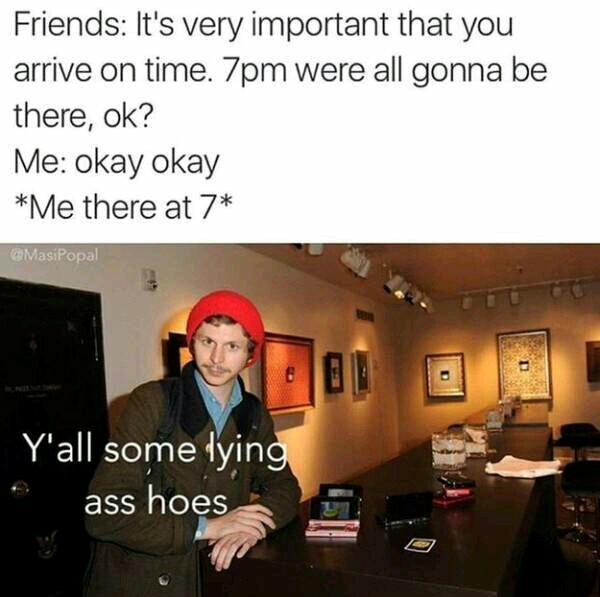 Friends: It's very important that you
arrive on time. 7pm were all gonna be
there, ok?
Me: okay okay
*Me there at 7*
@MasiPopal
Y'all some lying
ass hoes